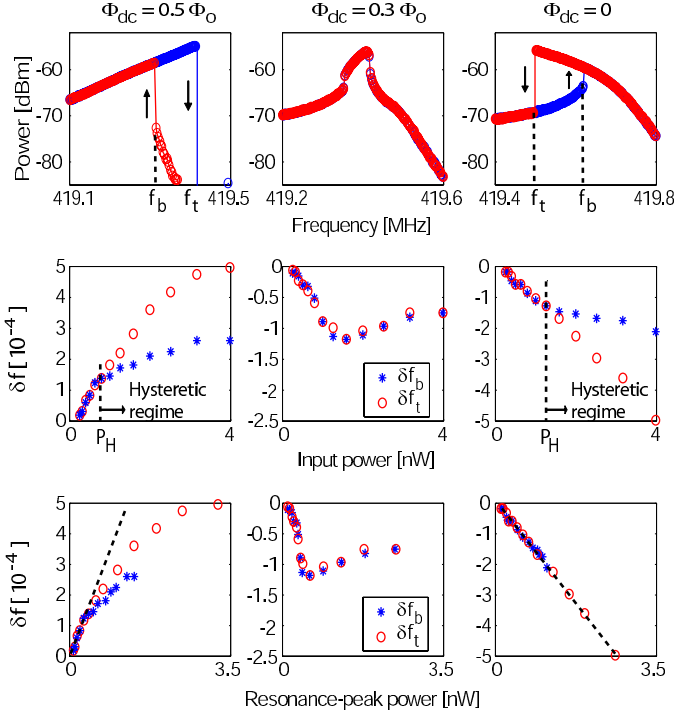 Φdc = 0.5 Φo
Φdc = 0.3 Φo
Φdc = 0
Power [dBm]
-60
-70
-80
419.1
fb
ft
419.5
-60
-70
-80
419.2
419.6
-60
-70
-80
419.4
ft
fb
419.8
Frequency [MHz]
δf [10⁻⁴]
5
4
3
2
1
0
Hysteretic
regime
0
PH
4
0
-0.5
-1
-1.5
-2
-2.5
δfb
δft
0
4
0
-1
-2
-3
-4
-5
Hysteretic
regime
0
PH
4
Input power [nW]
δf [10⁻⁴]
5
4
3
2
1
0
0
3.5
0
-0.5
-1
-1.5
-2
-2.5
δfb
δft
0
3.5
0
-1
-2
-3
-4
-5
0
3.5
Resonance-peak power [nW]